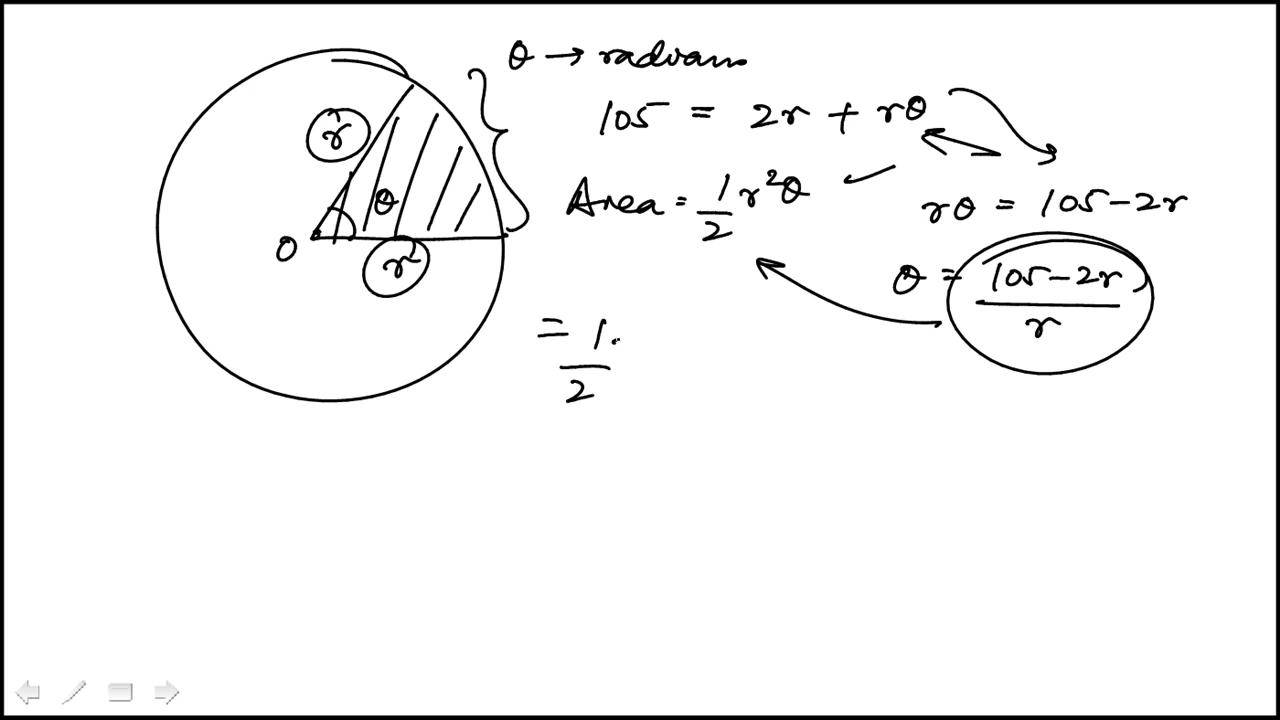 θ → radians
105 = 2r + rθ
r
θ
Area = 1/2 r²θ
rθ = 105 - 2r
O
r
θ = (105 - 2r)/r
= 1/2